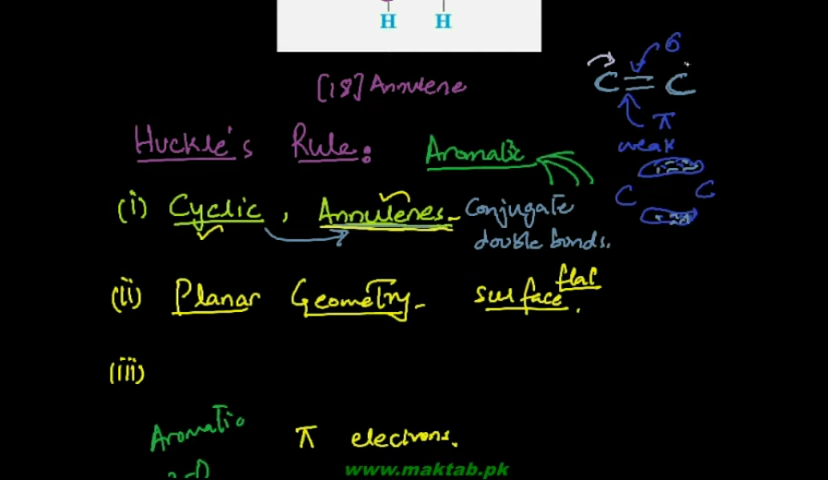 H H
[18] Annulene
6
C = C
π
weak
Huckle's Rule:
Aromatic
C C
(i) Cyclic, Annulenes - Conjugate
double bonds.
(ii) Planar Geometry - surface flat.
(iii)
Aromatic π electrons.
www.maktab.pk